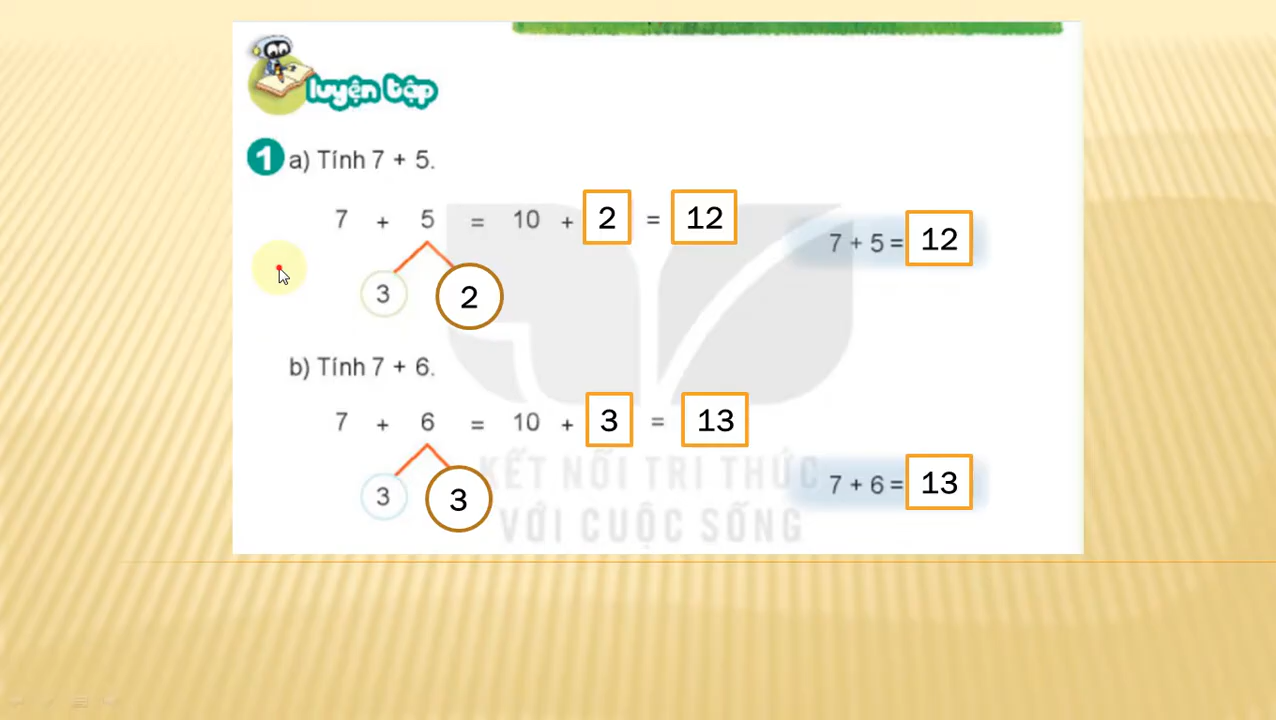 luyện tập
1 a) Tính 7 + 5.
7 + 5 = 10 + 2 = 12
7 + 5 = 12
3 2
b) Tính 7 + 6.
7 + 6 = 10 + 3 = 13
KẾT NỐI TRI THỨC
7 + 6 = 13
3 3
VỚI CUỘC SỐNG